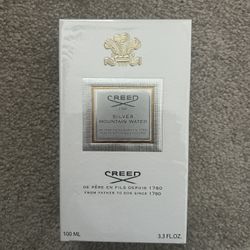 CREED
SILVER
MOUNTAIN WATER
CREED
DE PÈRE EN FILS DEPUIS 1760
FROM FATHER TO SON SINCE 1760
100 ML
3.3 FL.OZ.